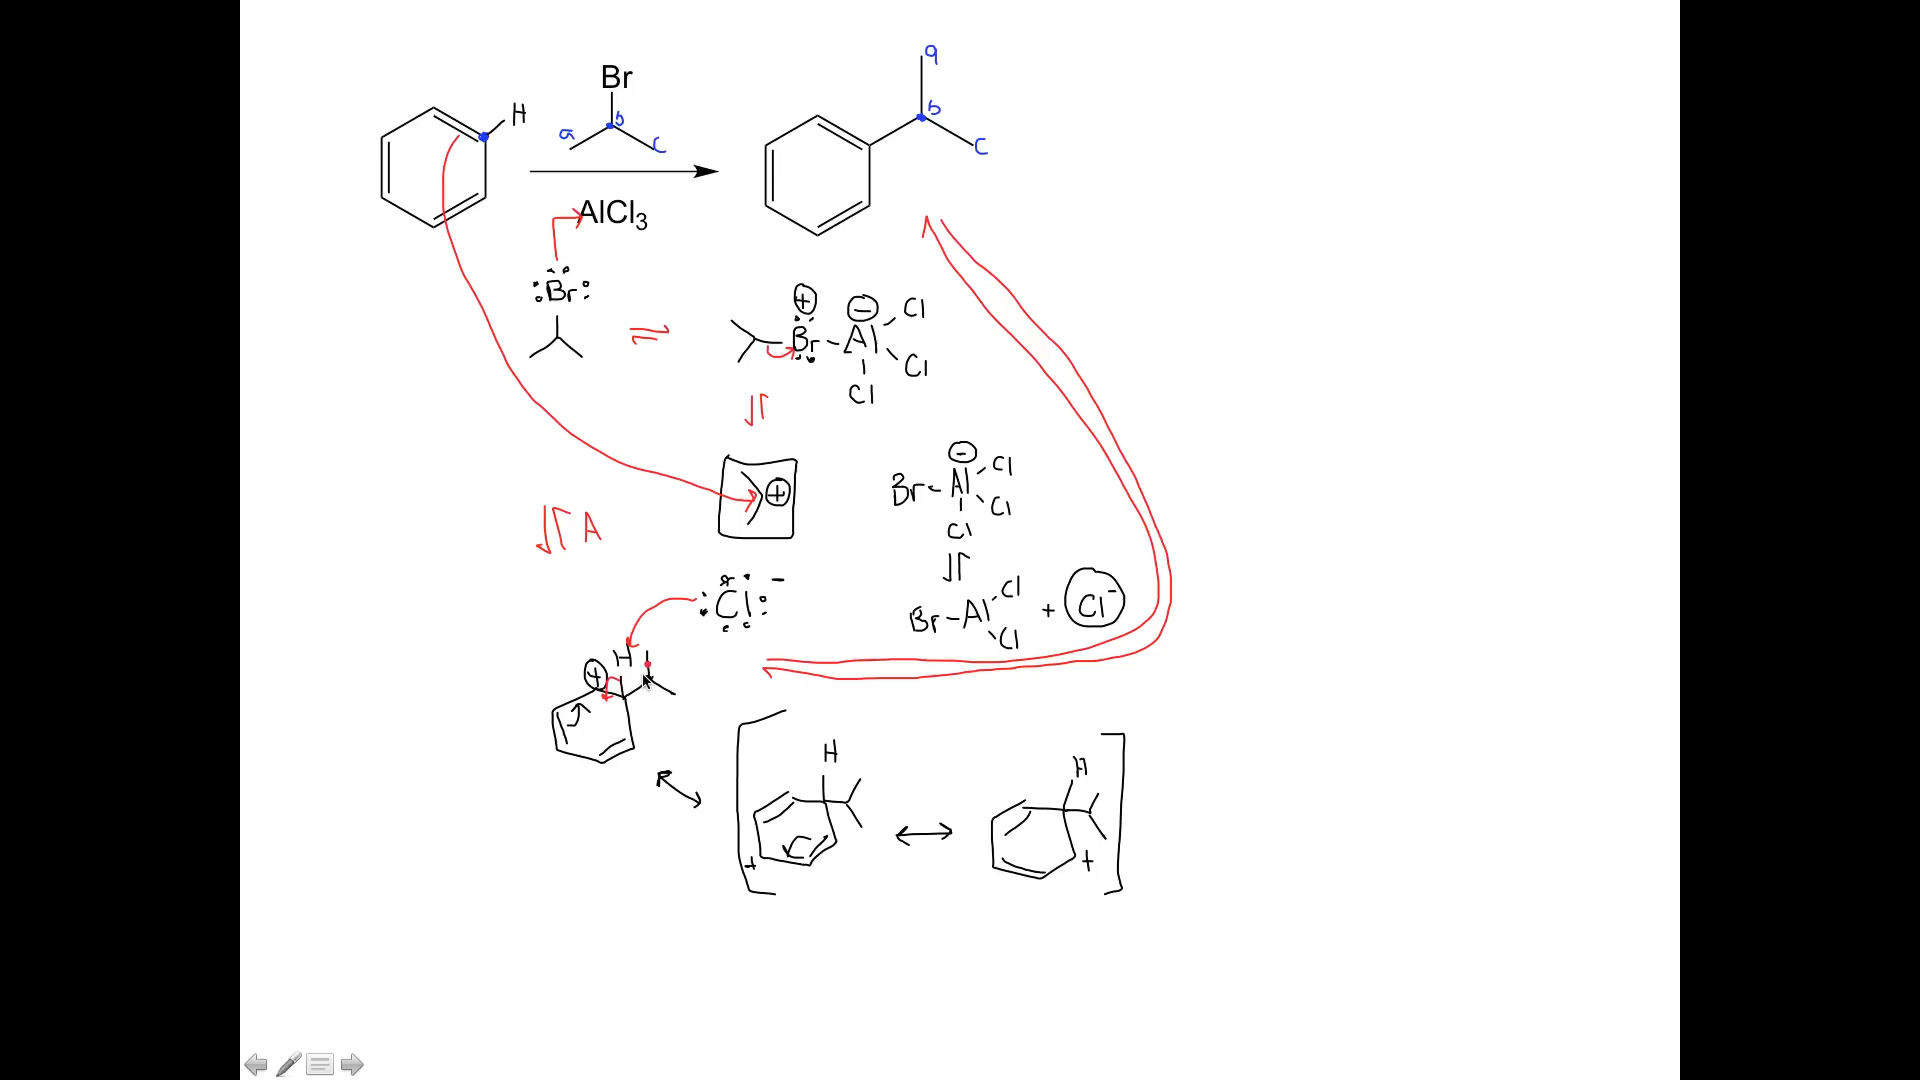 Br
H
a b c
AlCl3
a
b
c
:Br:
+ −
Br-Al Cl
Cl
Cl
+
− 
Br-Al Cl
Cl
Cl
A
:Cl: −
Br-Al Cl
Cl
+ Cl−
H
+
H
+
H
+